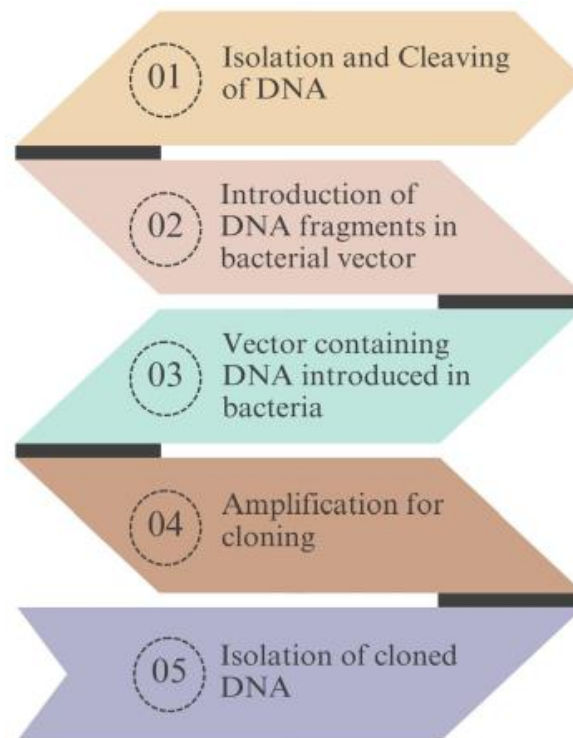 01
Isolation and Cleaving
of DNA
02
Introduction of
DNA fragments in
bacterial vector
03
Vector containing
DNA introduced in
bacteria
04
Amplification for
cloning
05
Isolation of cloned
DNA